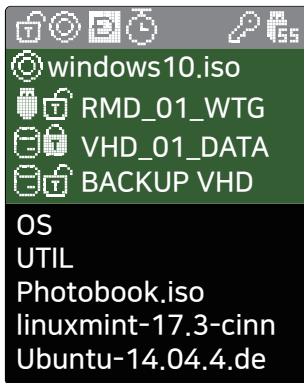 55
windows10.iso
RMD_01_WTG
VHD_01_DATA
BACKUP VHD
OS
UTIL
Photobook.iso
linuxmint-17.3-cinn
Ubuntu-14.04.4.de